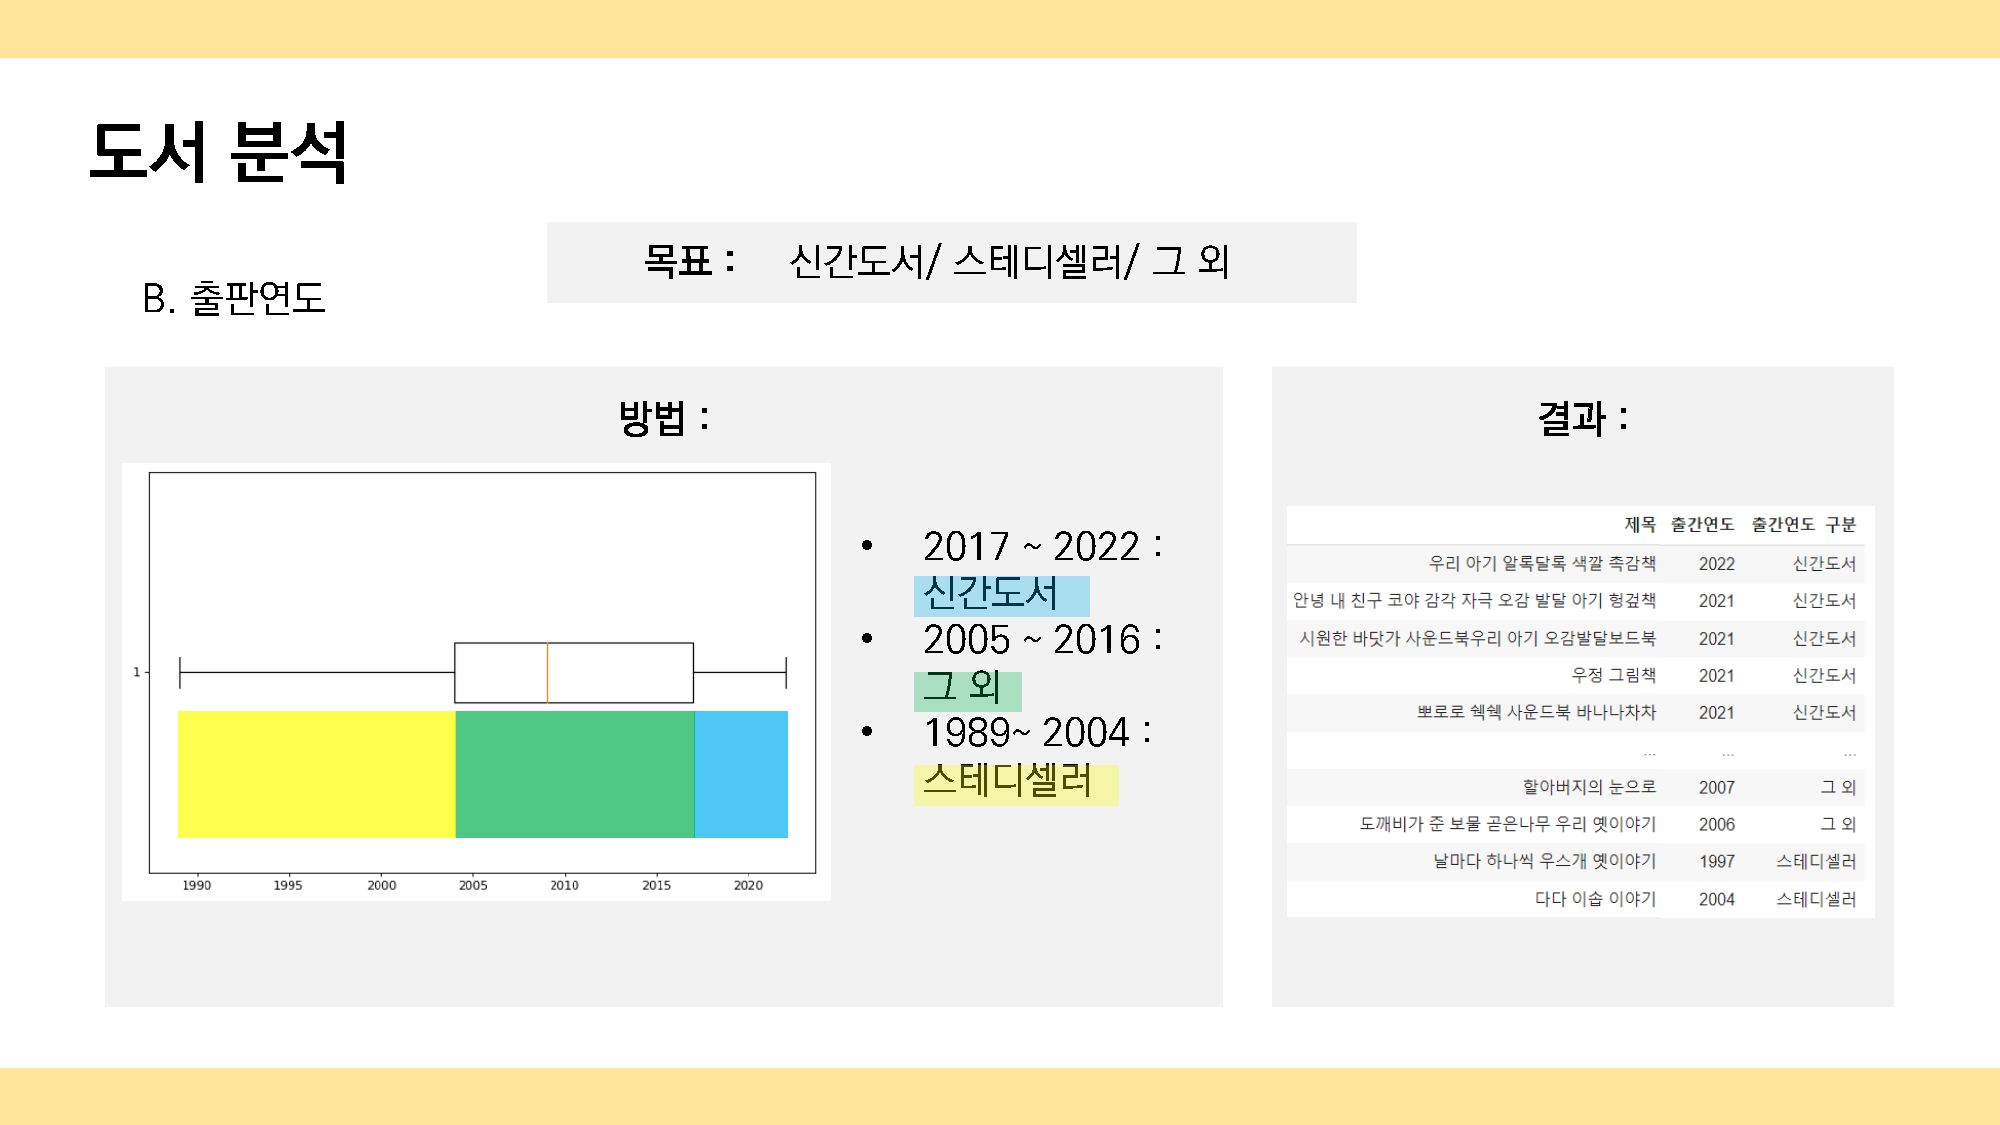 도서 분석
목표 : 신간도서/ 스테디셀러/ 그 외
B. 출판연도
방법 :
1
1990 1995 2000 2005 2010 2015 2020
• 2017 ~ 2022 :
신간도서
• 2005 ~ 2016 :
그 외
• 1989~ 2004 :
스테디셀러
결과 :
제목 출간연도 출간연도 구분
우리 아기 알록달록 색깔 촉감책 2022 신간도서
안녕 내 친구 코야 감각 자극 오감 발달 아기 헝겊책 2021 신간도서
시원한 바닷가 사운드북우리 아기 오감발달보드북 2021 신간도서
우정 그림책 2021 신간도서
뽀로로 쉑쉑 사운드북 바나나차차 2021 신간도서
... ... ...
할아버지의 눈으로 2007 그 외
도깨비가 준 보물 곧은나무 우리 옛이야기 2006 그 외
날마다 하나씩 우스개 옛이야기 1997 스테디셀러
다다 이솝 이야기 2004 스테디셀러